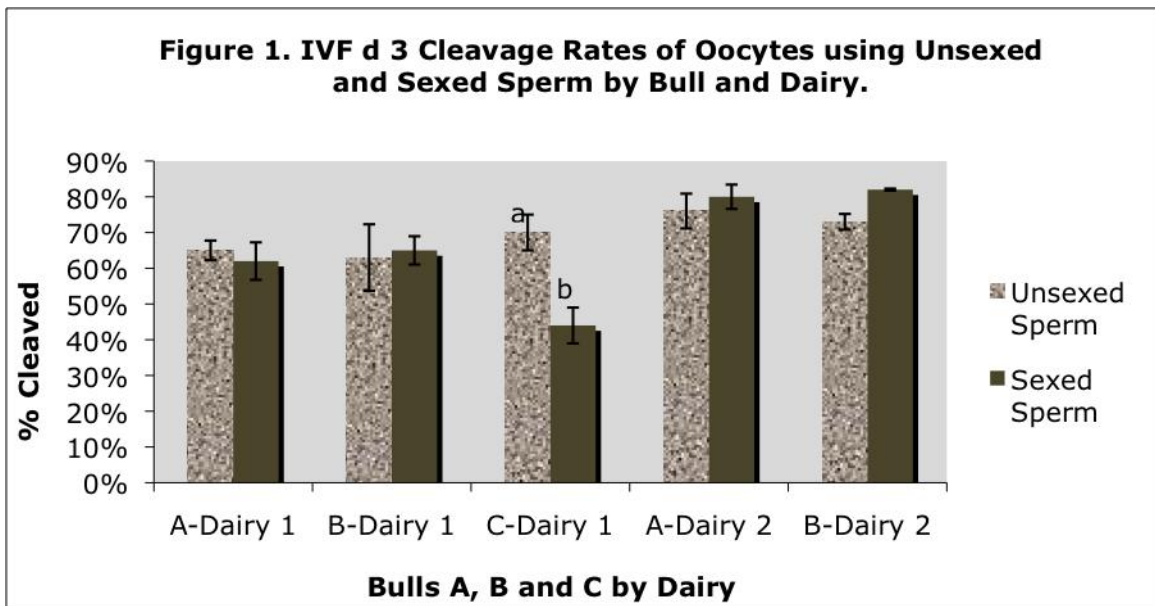 Figure 1. IVF d 3 Cleavage Rates of Oocytes using Unsexed
and Sexed Sperm by Bull and Dairy.
90%
80%
70%
60%
50%
40%
30%
20%
10%
0%
% Cleaved
a
b
A-Dairy 1
B-Dairy 1
C-Dairy 1
A-Dairy 2
B-Dairy 2
Bulls A, B and C by Dairy
Unsexed
Sperm
Sexed
Sperm